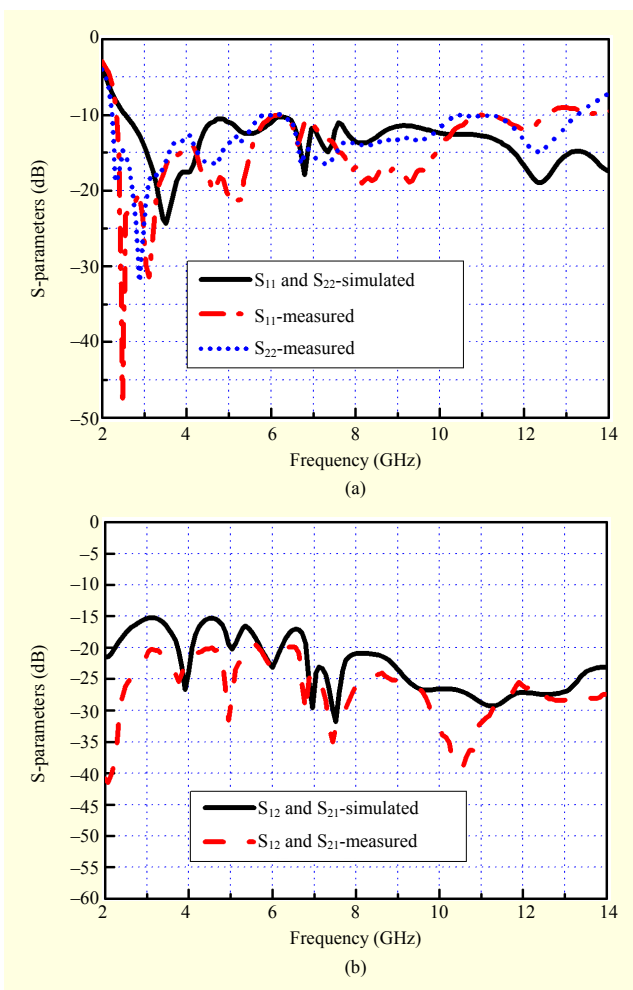 0
–10
–20
–30
–40
–50
S-parameters (dB)
S11 and S22-simulated
S11-measured
S22-measured
2 4 6 8 10 12 14
Frequency (GHz)
(a)
0
–5
–10
–15
–20
–25
–30
–35
–40
–45
–50
–55
–60
S-parameters (dB)
S12 and S21-simulated
S12 and S21-measured
2 4 6 8 10 12 14
Frequency (GHz)
(b)